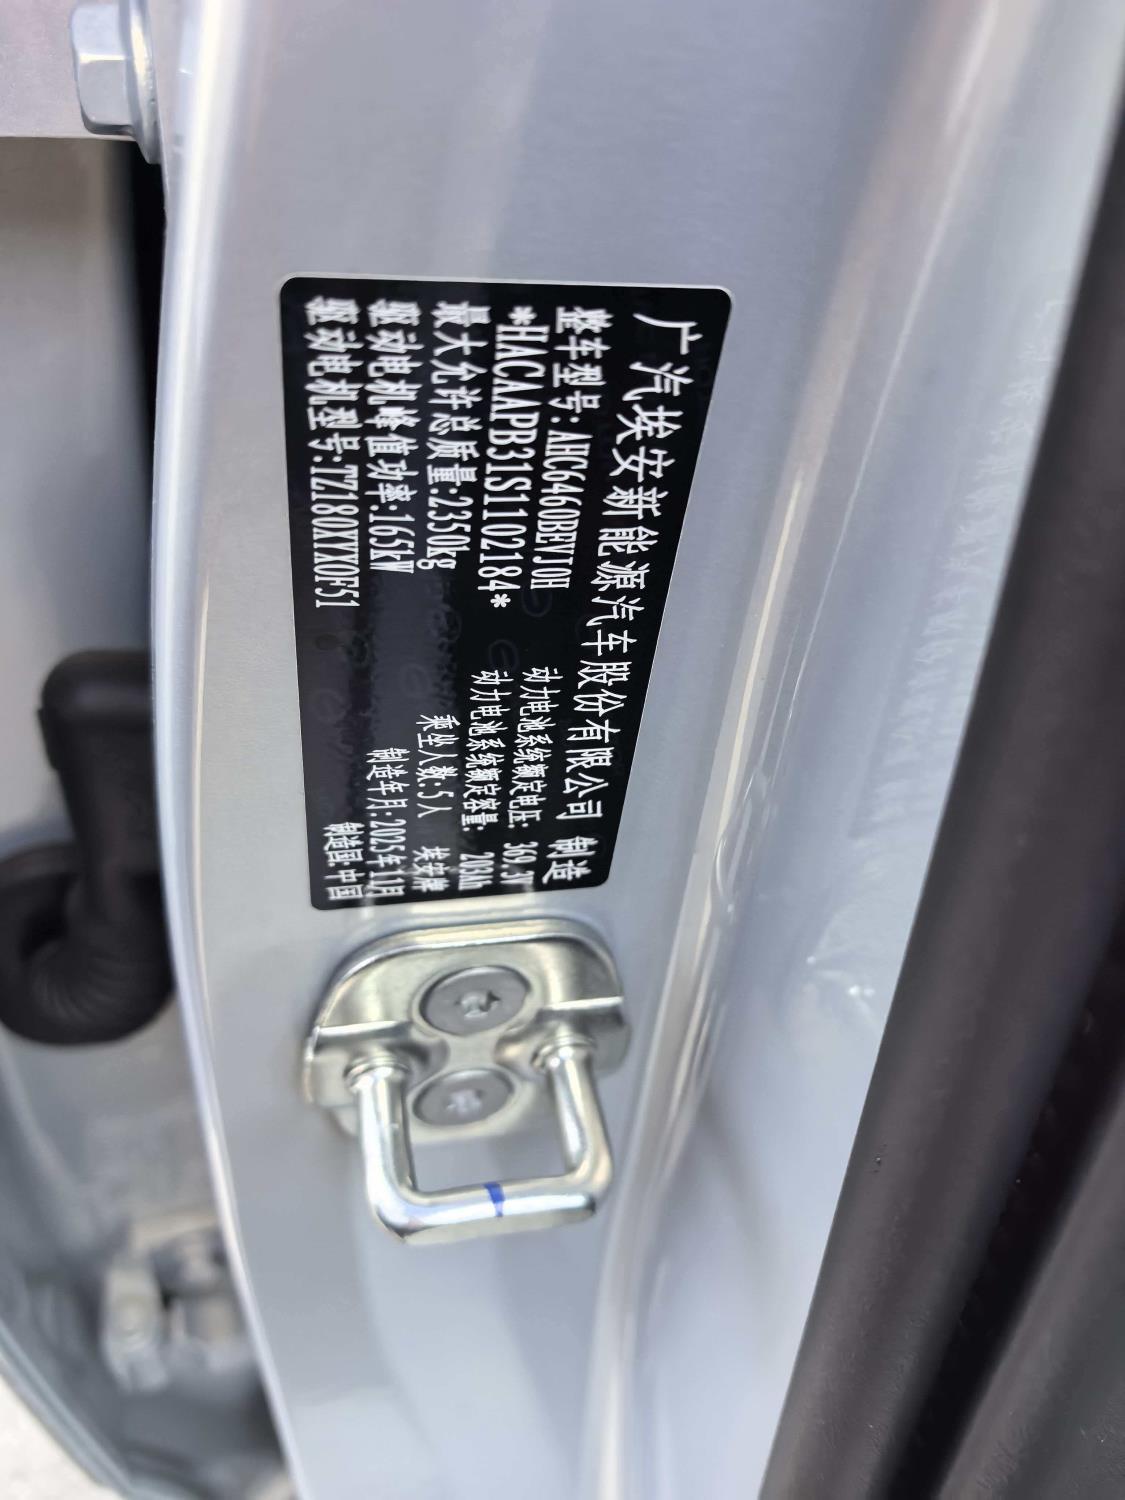 广汽埃安新能源汽车股份有限公司 制造
整车型号:AHC6460BEVJ0H 动力电池系统额定电压: 369.3V
*HACAAPB31S1102184* 动力电池系统额定容量: 203Ah
最大允许总质量:2350kg 乘坐人数:5人 埃安牌
驱动电机峰值功率:165kW 制造年月:2025年11月
驱动电机型号:TZ180XYX0F51 制造国:中国